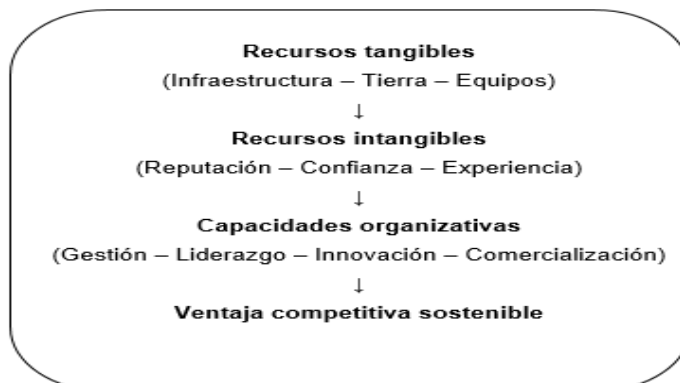 Recursos tangibles
(Infraestructura – Tierra – Equipos)
↓
Recursos intangibles
(Reputación – Confianza – Experiencia)
↓
Capacidades organizativas
(Gestión – Liderazgo – Innovación – Comercialización)
↓
Ventaja competitiva sostenible